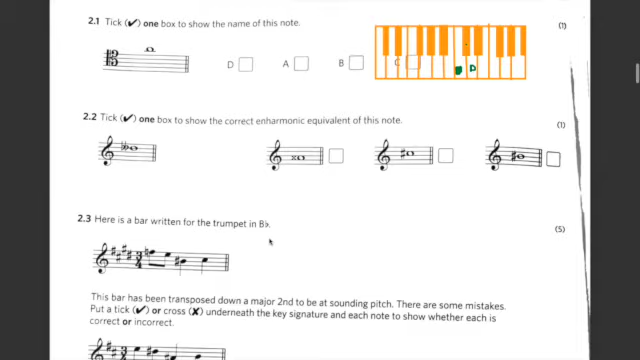 2.1 Tick (✔) one box to show the name of this note. (1)
D A B C
D
2.2 Tick (✔) one box to show the correct enharmonic equivalent of this note. (1)
2.3 Here is a bar written for the trumpet in B♭. (5)
This bar has been transposed down a major 2nd to be at sounding pitch. There are some mistakes.
Put a tick (✔) or cross (✘) underneath the key signature and each note to show whether each is
correct or incorrect.